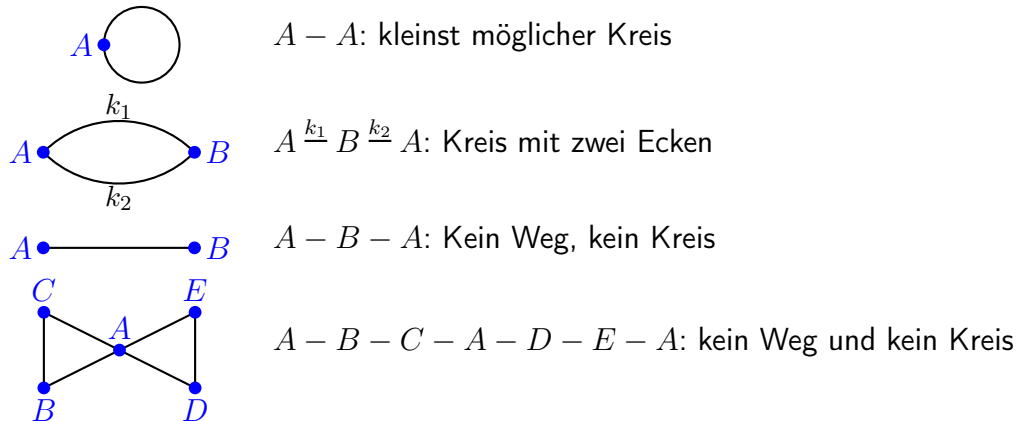 A A − A: kleinst möglicher Kreis
k₁
A B A —k₁— B —k₂— A: Kreis mit zwei Ecken
k₂
A B A − B − A: Kein Weg, kein Kreis
C E
A A − B − C − A − D − E − A: kein Weg und kein Kreis
B D